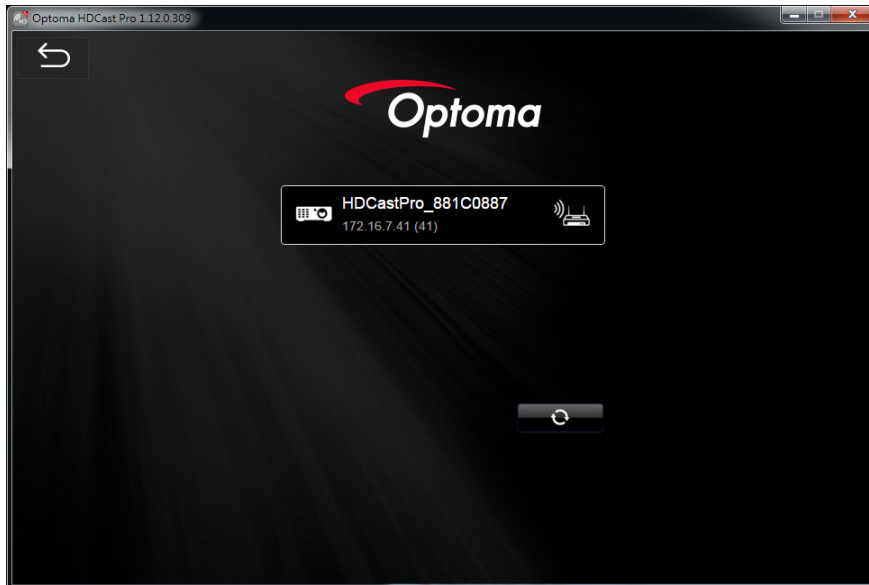 Optoma HDCast Pro 1.12.0.309
Optoma
HDCastPro_881C0887
172.16.7.41 (41)